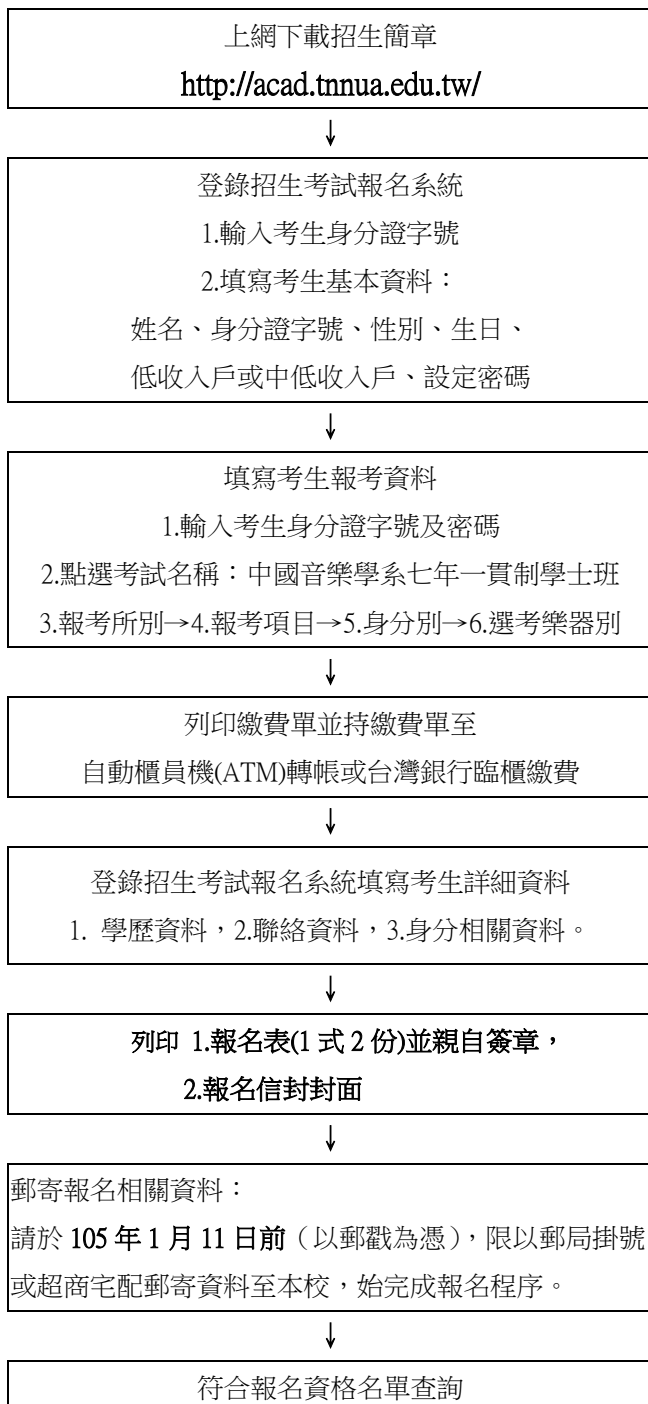 上網下載招生簡章
http://acad.tnnua.edu.tw/
↓
登錄招生考試報名系統
1.輸入考生身分證字號
2.填寫考生基本資料：
姓名、身分證字號、性別、生日、
低收入戶或中低收入戶、設定密碼
↓
填寫考生報考資料
1.輸入考生身分證字號及密碼
2.點選考試名稱：中國音樂學系七年一貫制學士班
3.報考所別→4.報考項目→5.身分別→6.選考樂器別
↓
列印繳費單並持繳費單至
自動櫃員機(ATM)轉帳或台灣銀行臨櫃繳費
↓
登錄招生考試報名系統填寫考生詳細資料
1. 學歷資料，2.聯絡資料，3.身分相關資料。
↓
列印 1.報名表(1 式 2 份)並親自簽章，
2.報名信封封面
↓
郵寄報名相關資料：
請於 105 年 1 月 11 日前（以郵戳為憑），限以郵局掛號
或超商宅配郵寄資料至本校，始完成報名程序。
↓
符合報名資格名單查詢